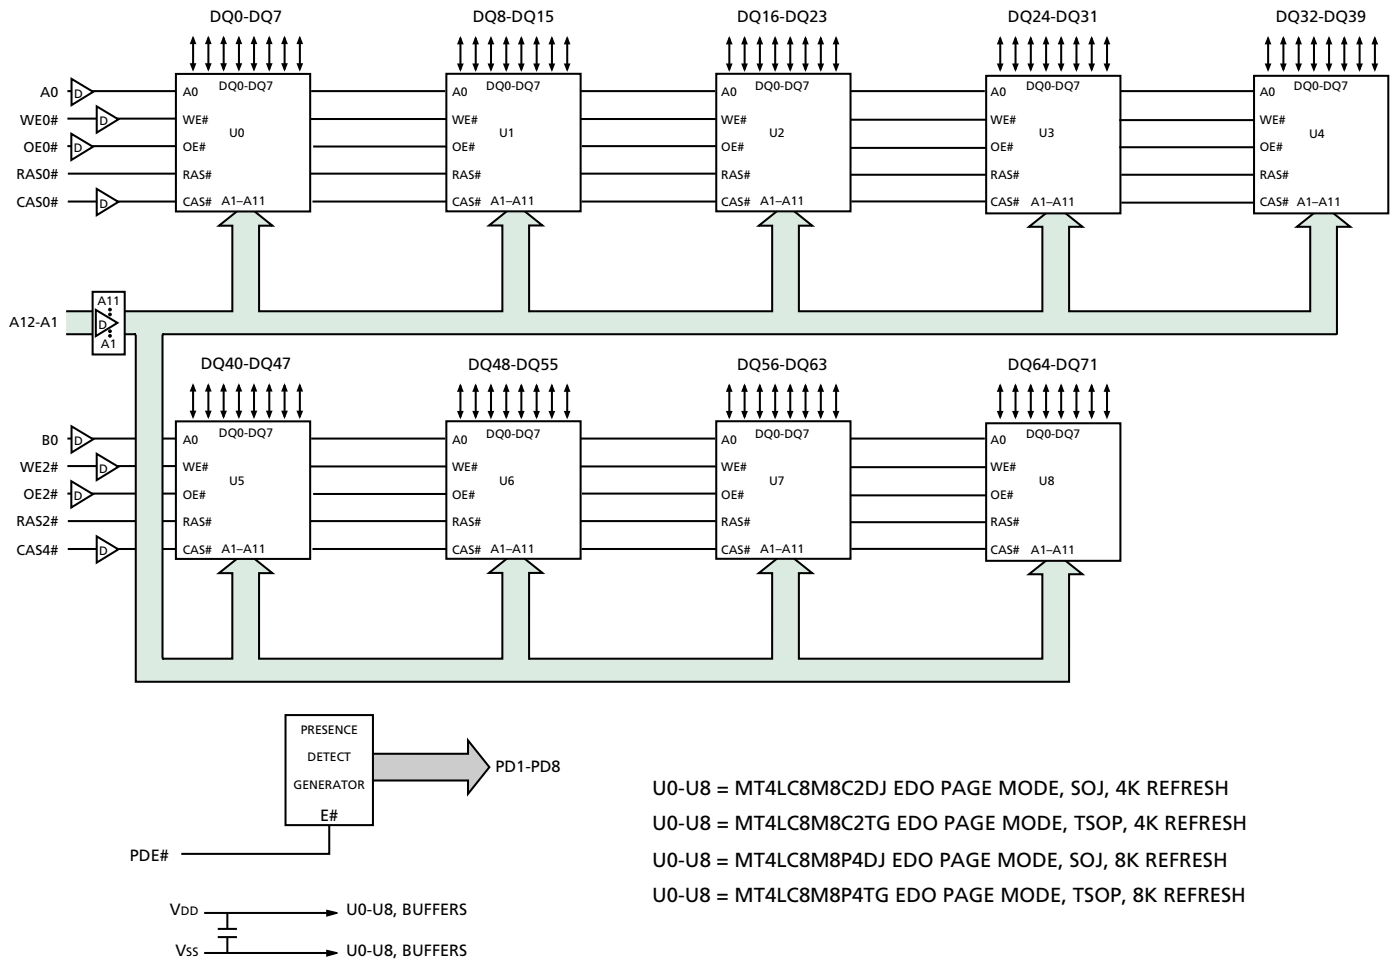 DQ0-DQ7 DQ8-DQ15 DQ16-DQ23 DQ24-DQ31 DQ32-DQ39
DQ0-DQ7 DQ0-DQ7 DQ0-DQ7 DQ0-DQ7 DQ0-DQ7
A0 D A0 A0 A0 A0 A0
WE0# D WE# WE# WE# WE# WE#
U0 U1 U2 U3 U4
OE0# D OE# OE# OE# OE# OE#
RAS0# RAS# RAS# RAS# RAS# RAS#
CAS0# D CAS# A1–A11 CAS# A1–A11 CAS# A1–A11 CAS# A1–A11 CAS# A1–A11
A11
A12-A1 D
A1
DQ40-DQ47 DQ48-DQ55 DQ56-DQ63 DQ64-DQ71
DQ0-DQ7 DQ0-DQ7 DQ0-DQ7 DQ0-DQ7
B0 D A0 A0 A0 A0
WE2# D WE# WE# WE# WE#
U5 U6 U7 U8
OE2# D OE# OE# OE# OE#
RAS2# RAS# RAS# RAS# RAS#
CAS4# D CAS# A1–A11 CAS# A1–A11 CAS# A1–A11 CAS# A1–A11
PRESENCE
DETECT
GENERATOR
E#
PD1-PD8
PDE#
VDD U0-U8, BUFFERS
VSS U0-U8, BUFFERS
U0-U8 = MT4LC8M8C2DJ EDO PAGE MODE, SOJ, 4K REFRESH
U0-U8 = MT4LC8M8C2TG EDO PAGE MODE, TSOP, 4K REFRESH
U0-U8 = MT4LC8M8P4DJ EDO PAGE MODE, SOJ, 8K REFRESH
U0-U8 = MT4LC8M8P4TG EDO PAGE MODE, TSOP, 8K REFRESH